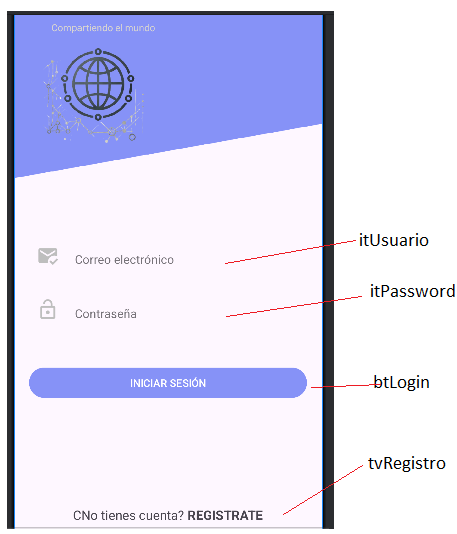 Compartiendo el mundo
itUsuario
Correo electrónico
itPassword
Contraseña
btLogin
INICIAR SESIÓN
tvRegistro
CNo tienes cuenta? REGISTRATE